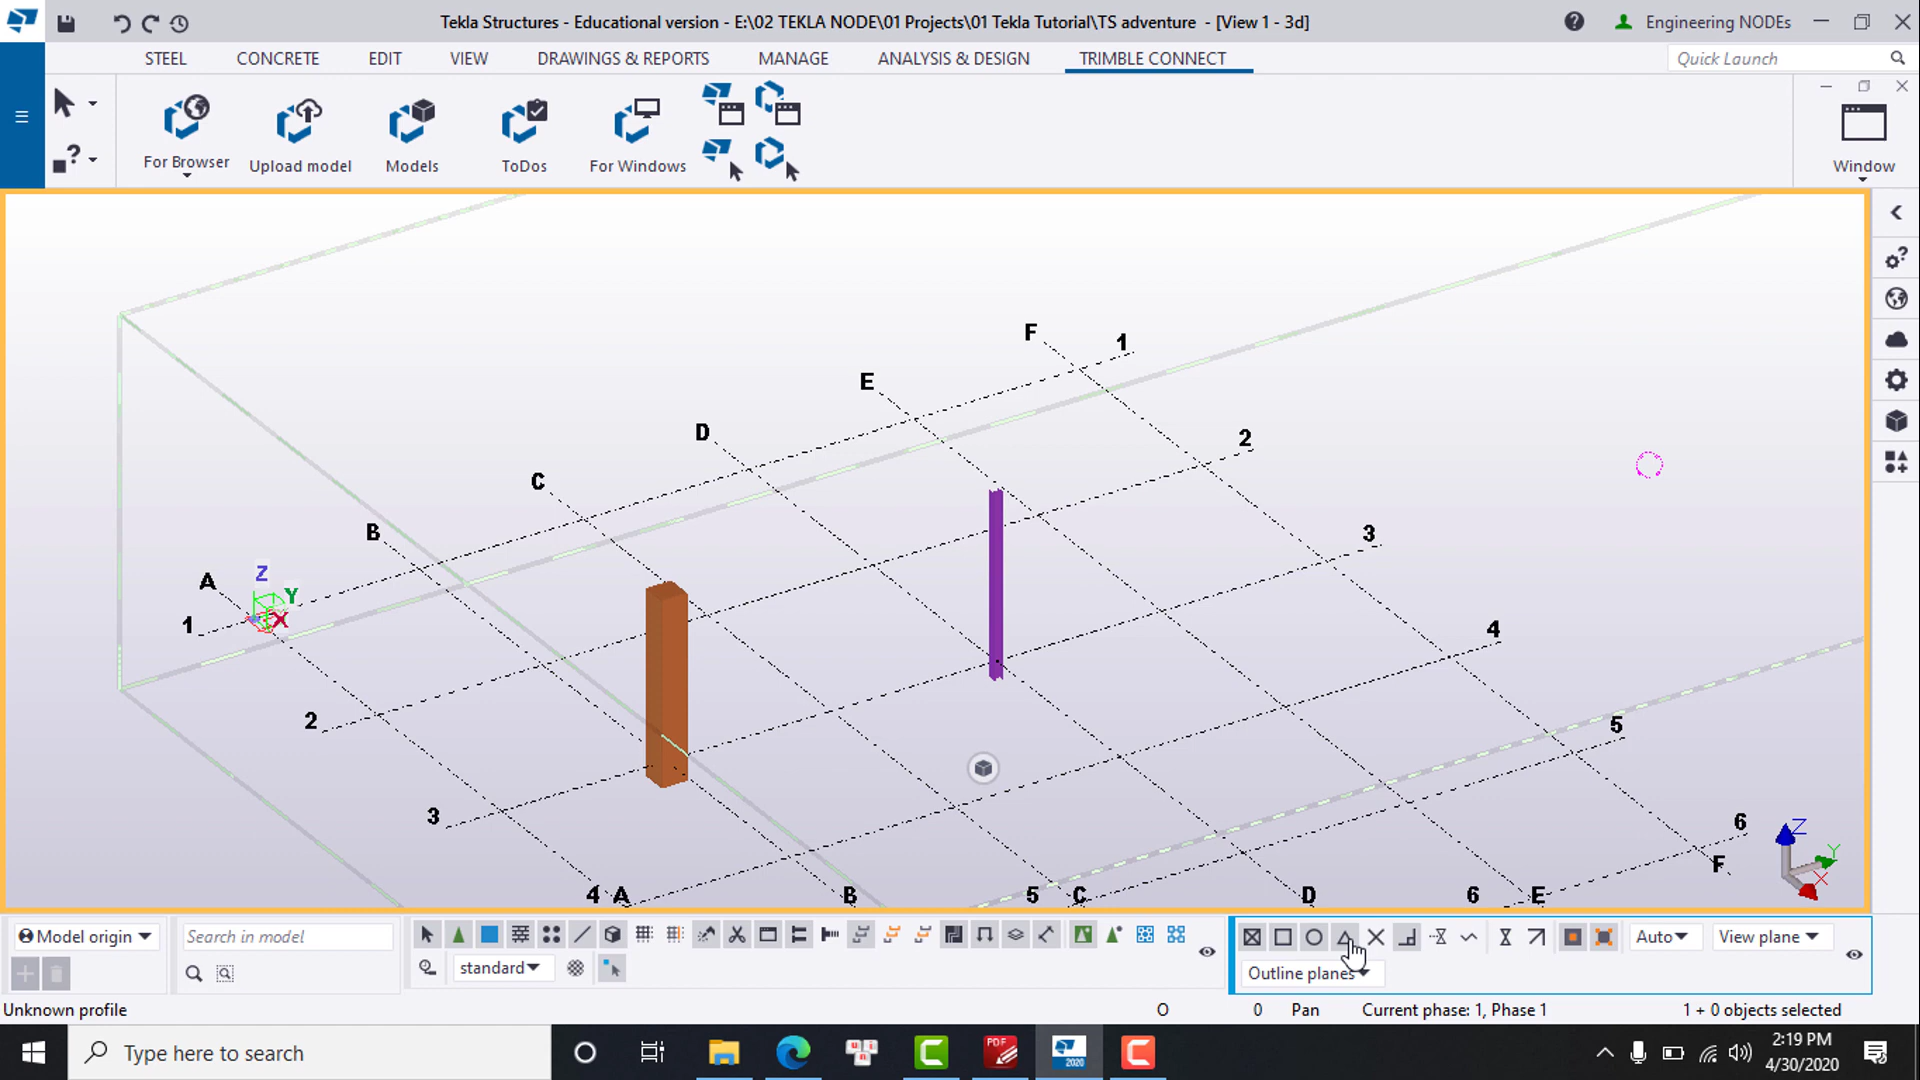 Tekla Structures - Educational version - E:\02 TEKLA NODE\01 Projects\01 Tekla Tutorial\TS adventure - [View 1 - 3d]
Engineering NODEs
STEEL CONCRETE EDIT VIEW DRAWINGS & REPORTS MANAGE ANALYSIS & DESIGN TRIMBLE CONNECT
Quick Launch
For Browser Upload model Models ToDos For Windows Window
F 1
E
D 2
C
B 3
A Z Y
1 X
4
2
5
3
6
Z
Y
F
X
4 A B 5 C D 6 E
Model origin
Search in model
Auto
View plane
standard
Outline planes
Unknown profile
O 0 Pan Current phase: 1, Phase 1 1 + 0 objects selected
Type here to search
PDF
2020
2:19 PM
4/30/2020